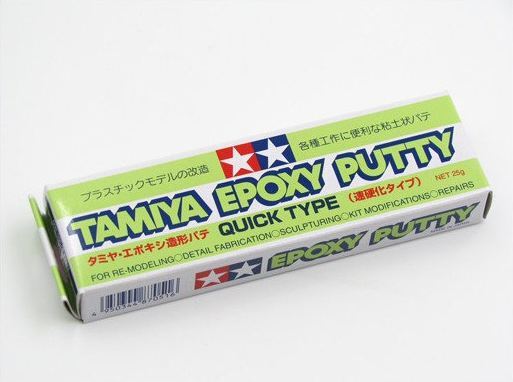 プラスチックモデルの改造
各種工作に便利な粘土状パテ
TAMIYA EPOXY PUTTY
タミヤ・エポキシ造形パテ
QUICK TYPE
(速硬化タイプ)
NET 25g
FOR RE-MODELING○DETAIL FABRICATION○SCULPTURING○KIT MODIFICATIONS○REPAIRS
EPOXY PUTTY
4 950344 870516